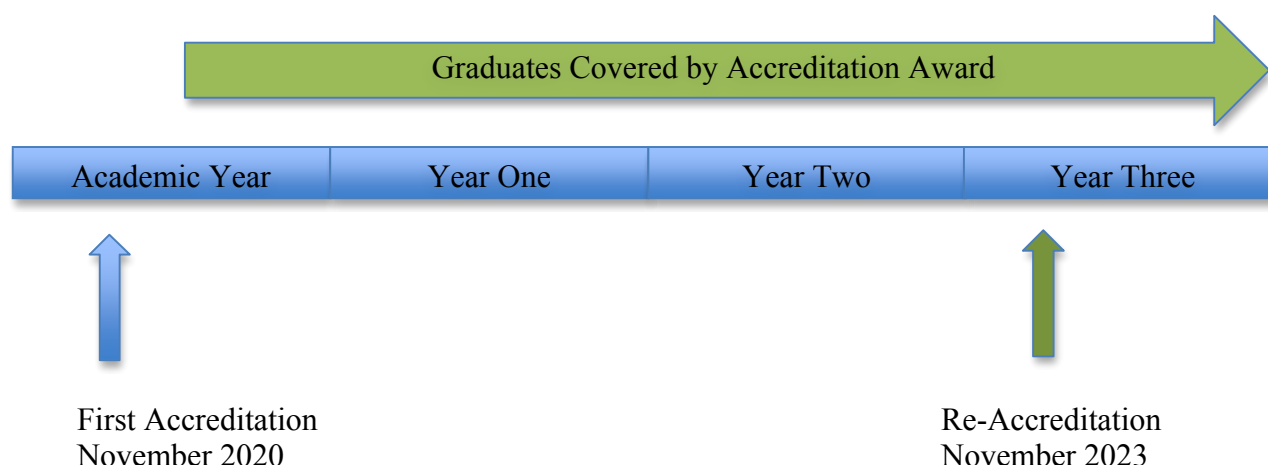 Graduates Covered by Accreditation Award
Academic Year
Year One
Year Two
Year Three
First Accreditation
November 2020
Re-Accreditation
November 2023